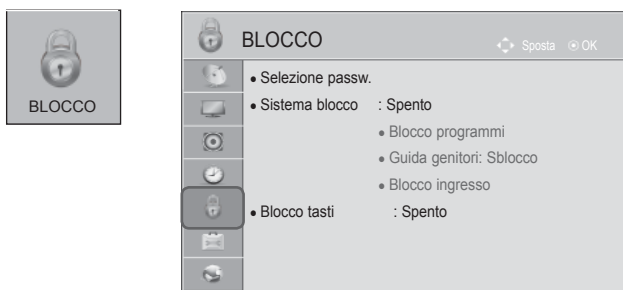 BLOCCO
BLOCCO
Sposta OK
• Selezione passw.
• Sistema blocco : Spento
• Blocco programmi
• Guida genitori: Sblocco
• Blocco ingresso
• Blocco tasti : Spento